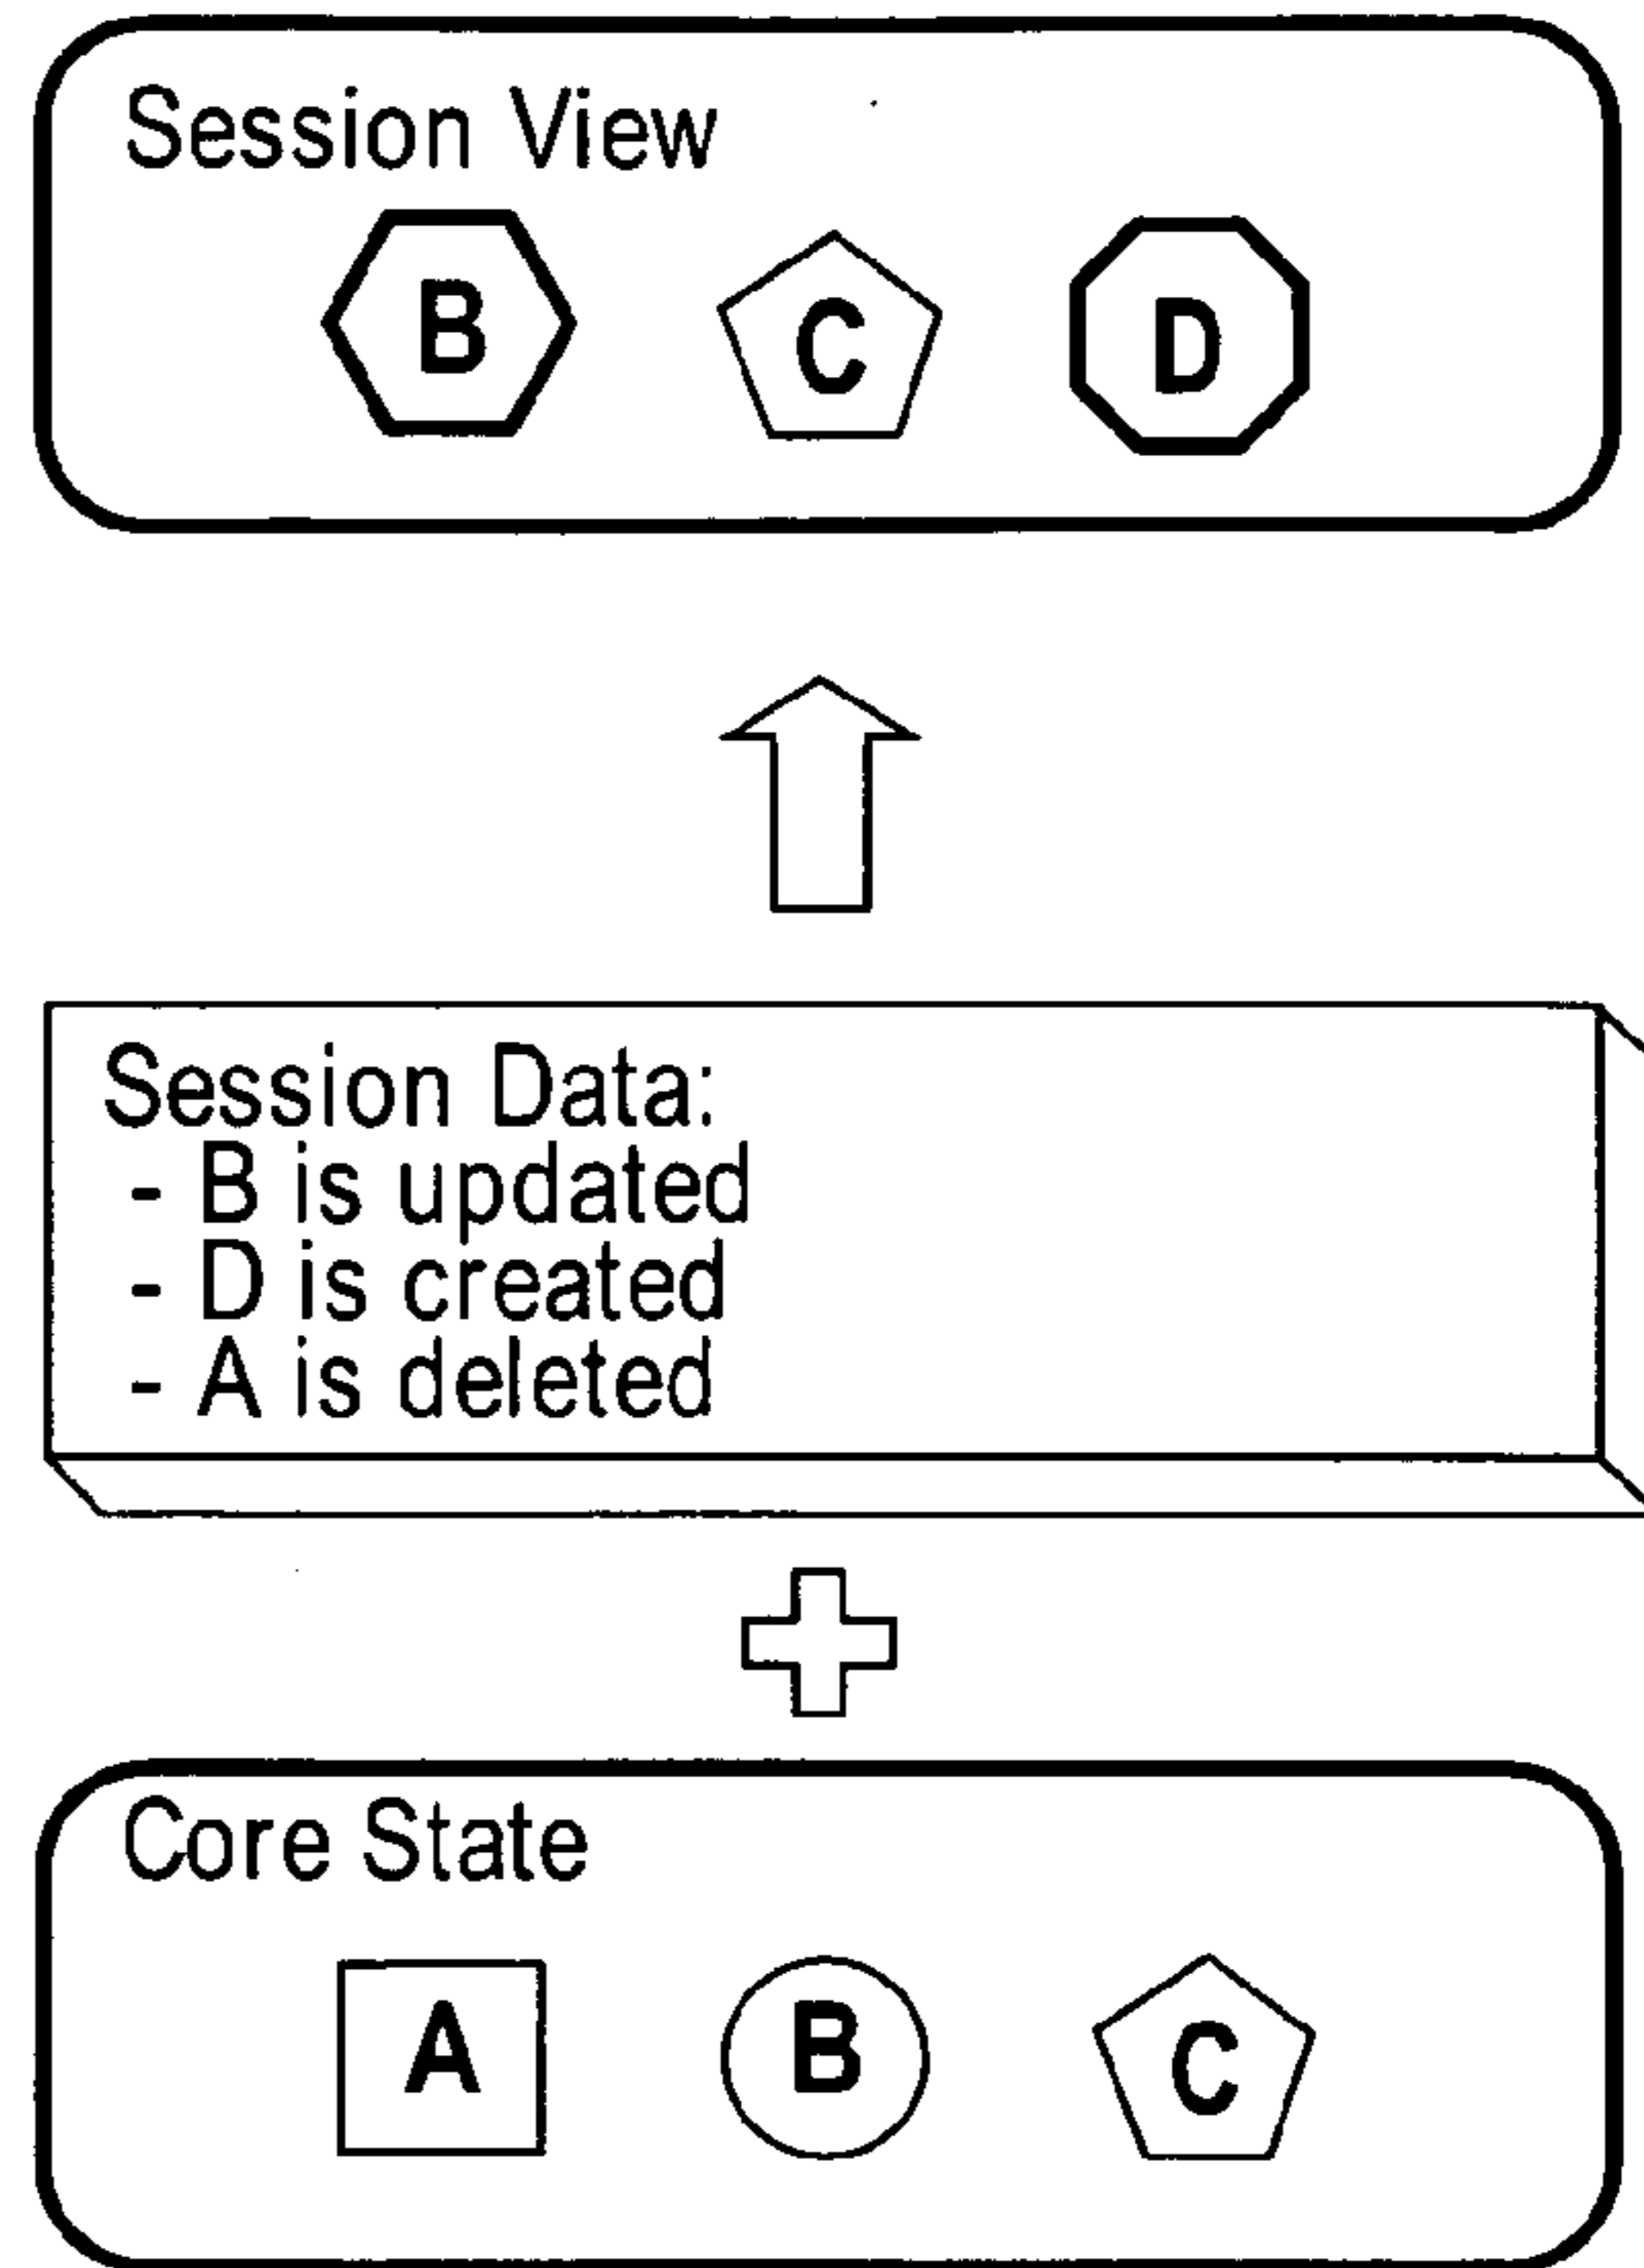 Session View
B C D
Session Data:
- B is updated
- D is created
- A is deleted
Core State
A B C